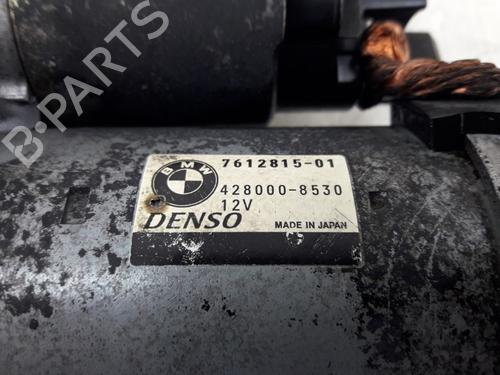 B-PARTS
BMW
7612815-01
428000-8530
12V
DENSO
MADE IN JAPAN